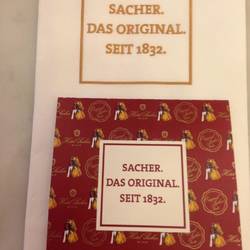 SACHER.
DAS ORIGINAL.
SEIT 1832.
SACHER.
DAS ORIGINAL.
SEIT 1832.